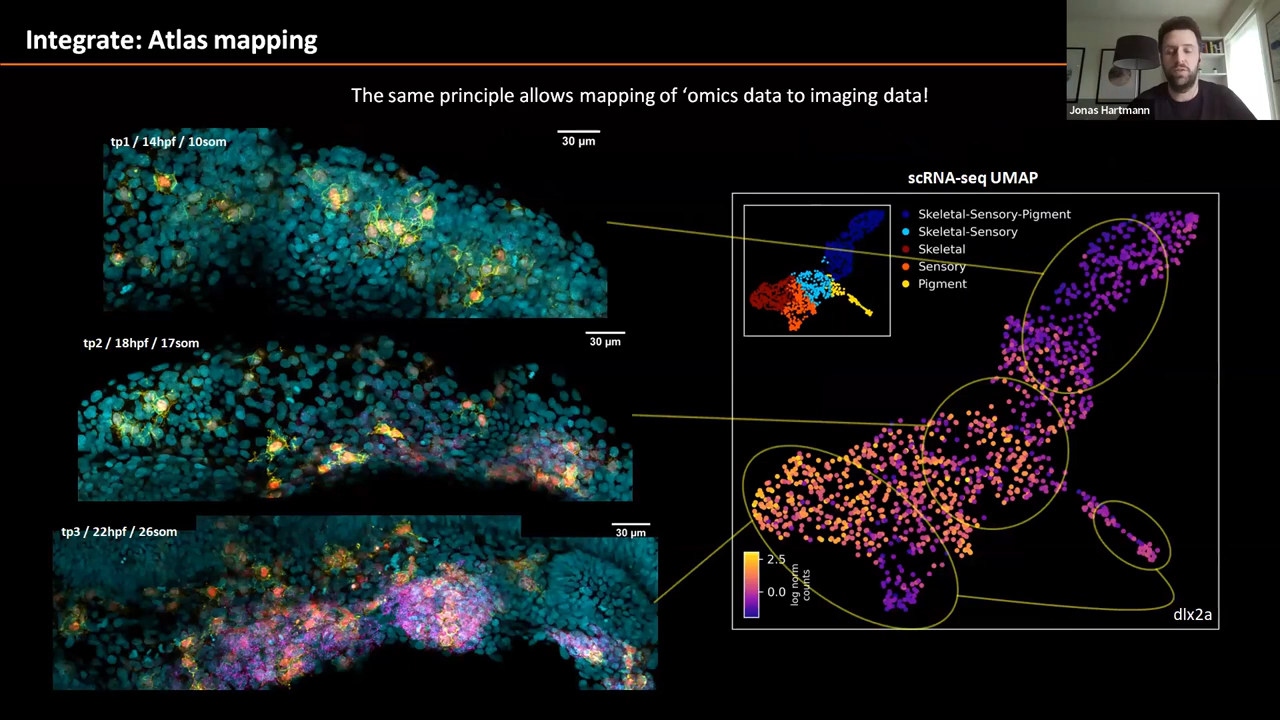 Integrate: Atlas mapping
Jonas Hartmann
The same principle allows mapping of ‘omics data to imaging data!
tp1 / 14hpf / 10som
30 µm
tp2 / 18hpf / 17som
30 µm
tp3 / 22hpf / 26som
30 µm
scRNA-seq UMAP
Skeletal-Sensory-Pigment
Skeletal-Sensory
Skeletal
Sensory
Pigment
2.5
0.0
log norm
counts
dlx2a